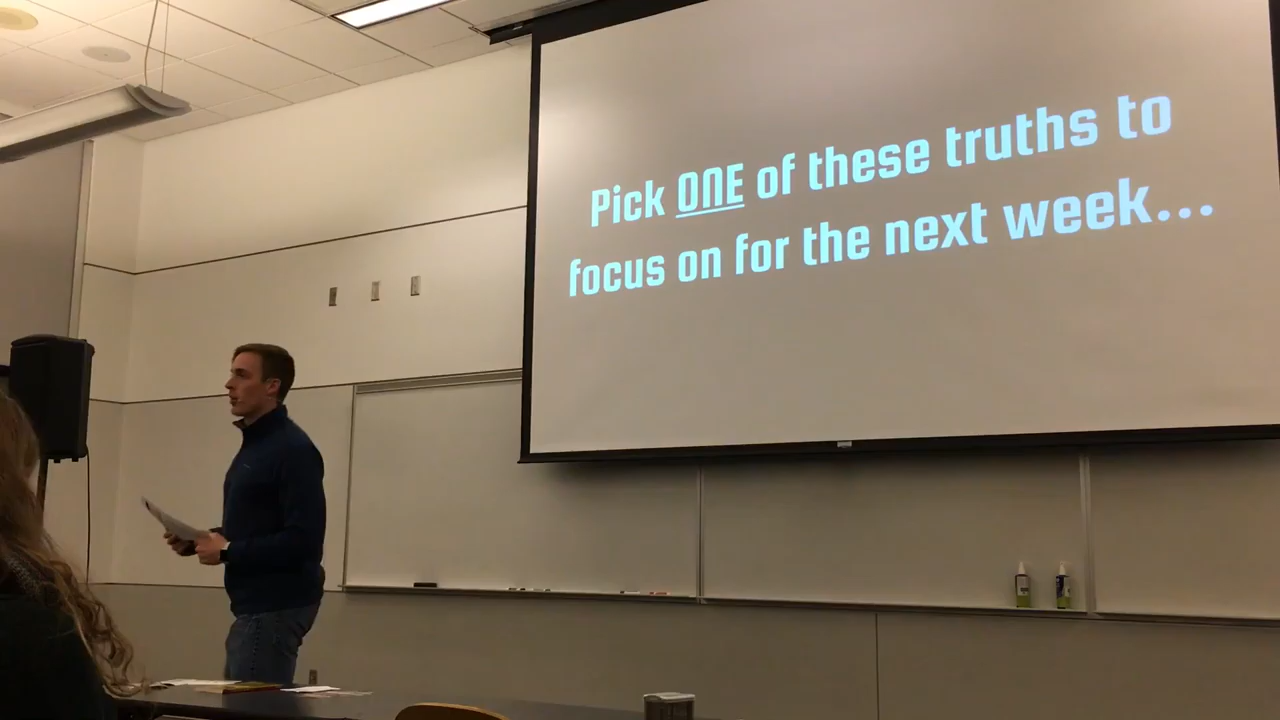 Pick ONE of these truths to
focus on for the next week...